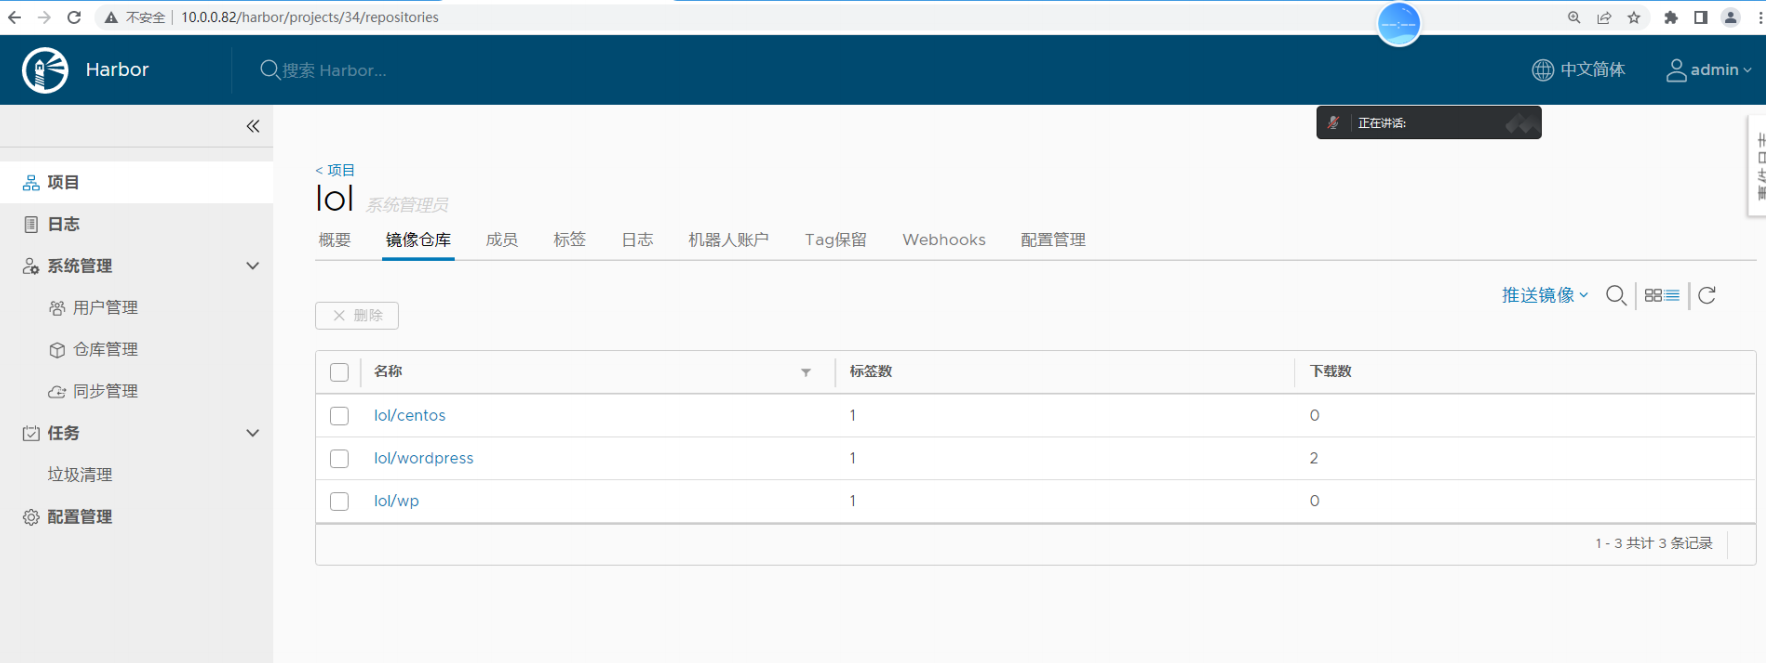 不安全 10.0.0.82/harbor/projects/34/repositories
Harbor 搜索 Harbor... 中文简体 admin
正在讲话:
项目
日志
系统管理
用户管理
仓库管理
同步管理
任务
垃圾清理
配置管理
< 项目
lol 系统管理员
概要 镜像仓库 成员 标签 日志 机器人账户 Tag保留 Webhooks 配置管理
推送镜像
删除
名称 标签数 下载数
lol/centos 1 0
lol/wordpress 1 2
lol/wp 1 0
1 - 3 共计 3 条记录